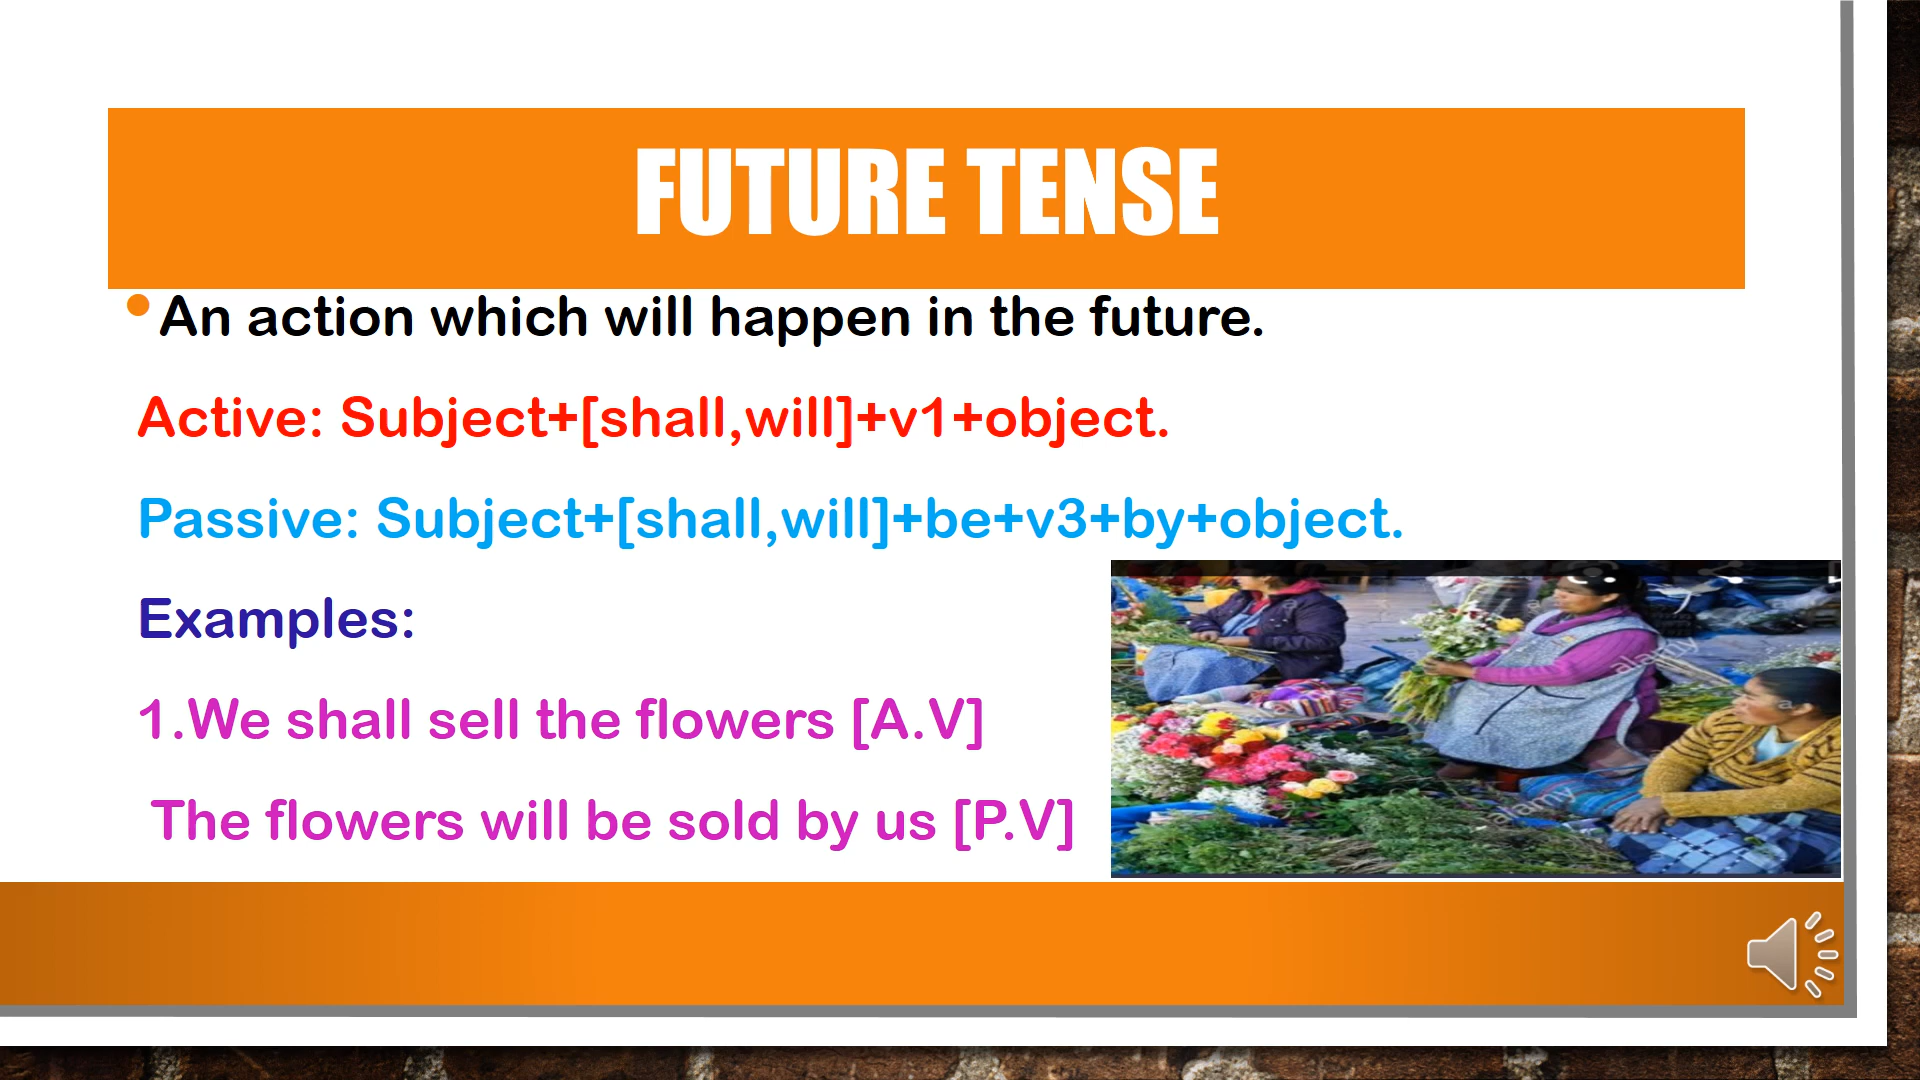 FUTURE TENSE
•An action which will happen in the future.
Active: Subject+[shall,will]+v1+object.
Passive: Subject+[shall,will]+be+v3+by+object.
Examples:
1.We shall sell the flowers [A.V]
The flowers will be sold by us [P.V]
alamy
alamy
a
a
a
a